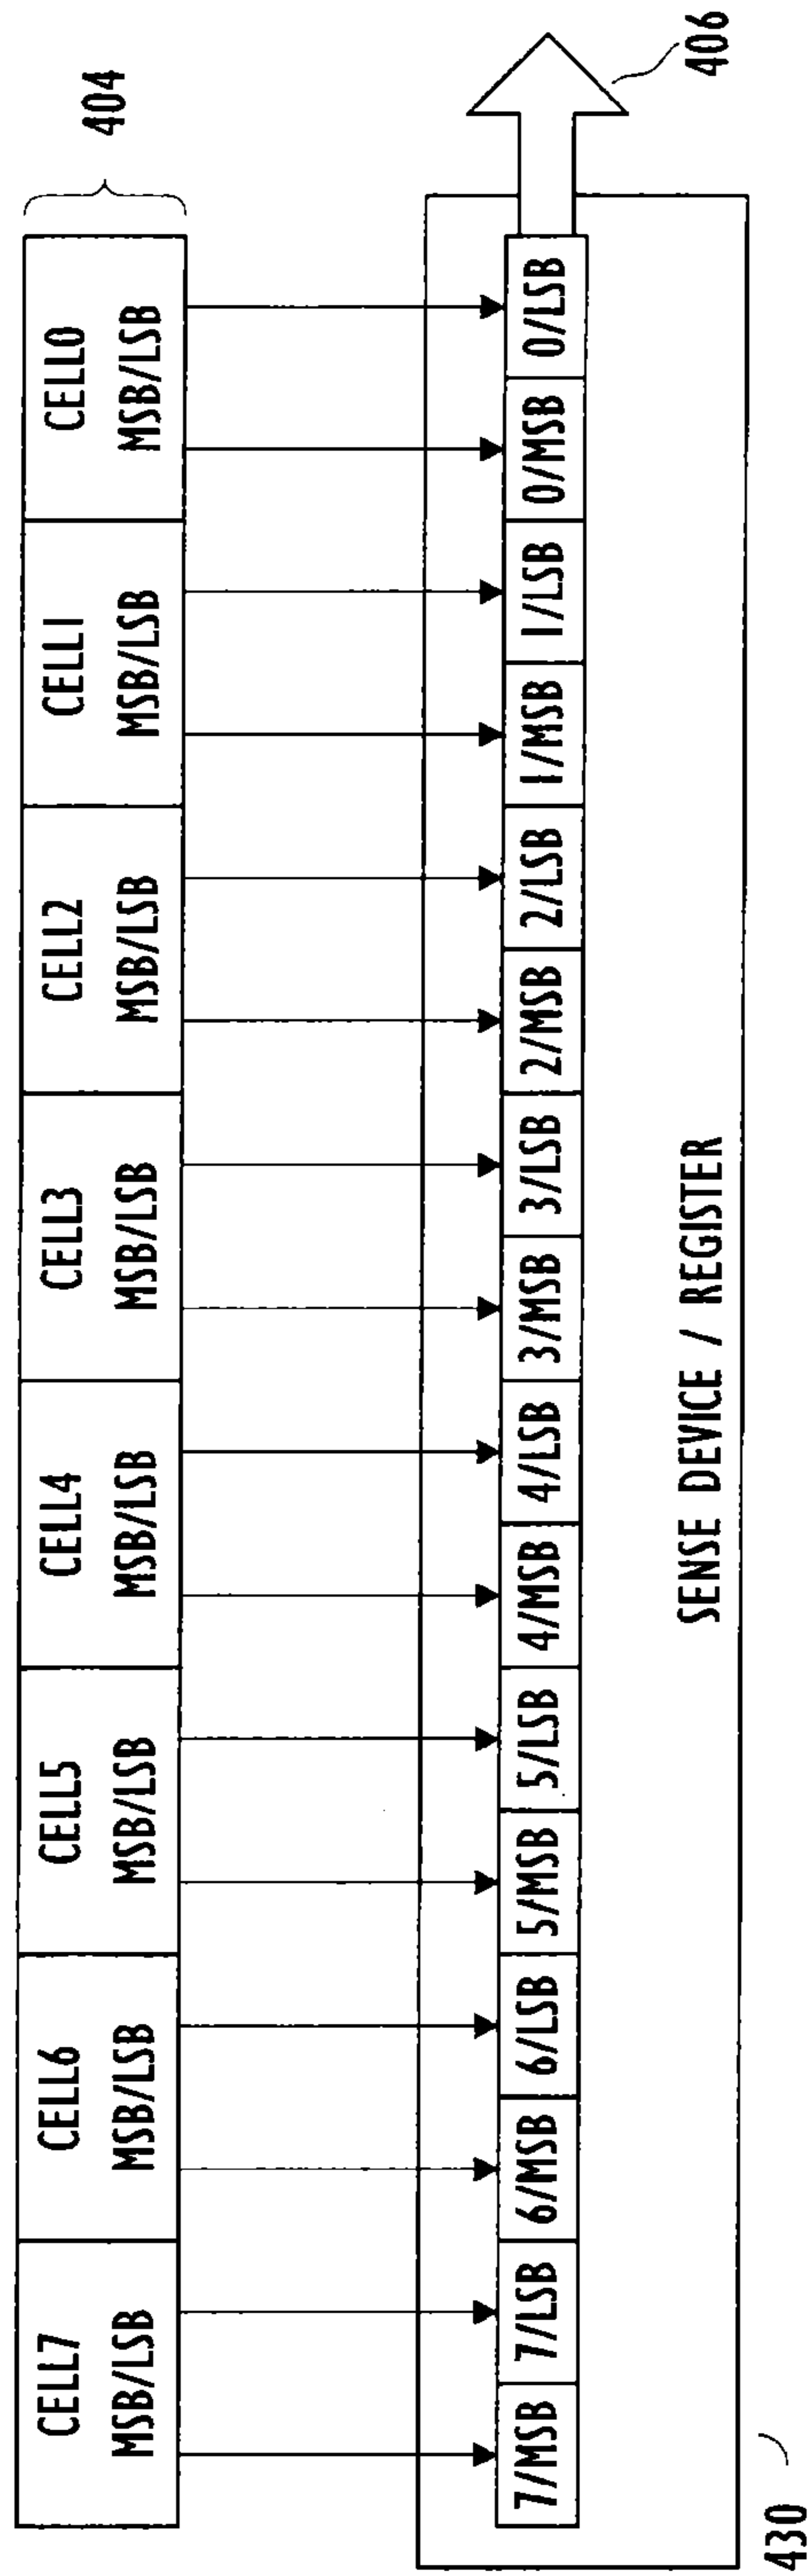 CELL7 CELL6 CELL5 CELL4 CELL3 CELL2 CELL1 CELL0
MSB/LSB MSB/LSB MSB/LSB MSB/LSB MSB/LSB MSB/LSB MSB/LSB MSB/LSB
404
7/MSB 7/LSB 6/MSB 6/LSB 5/MSB 5/LSB 4/MSB 4/LSB 3/MSB 3/LSB 2/MSB 2/LSB 1/MSB 1/LSB 0/MSB 0/LSB
406
SENSE DEVICE / REGISTER
430